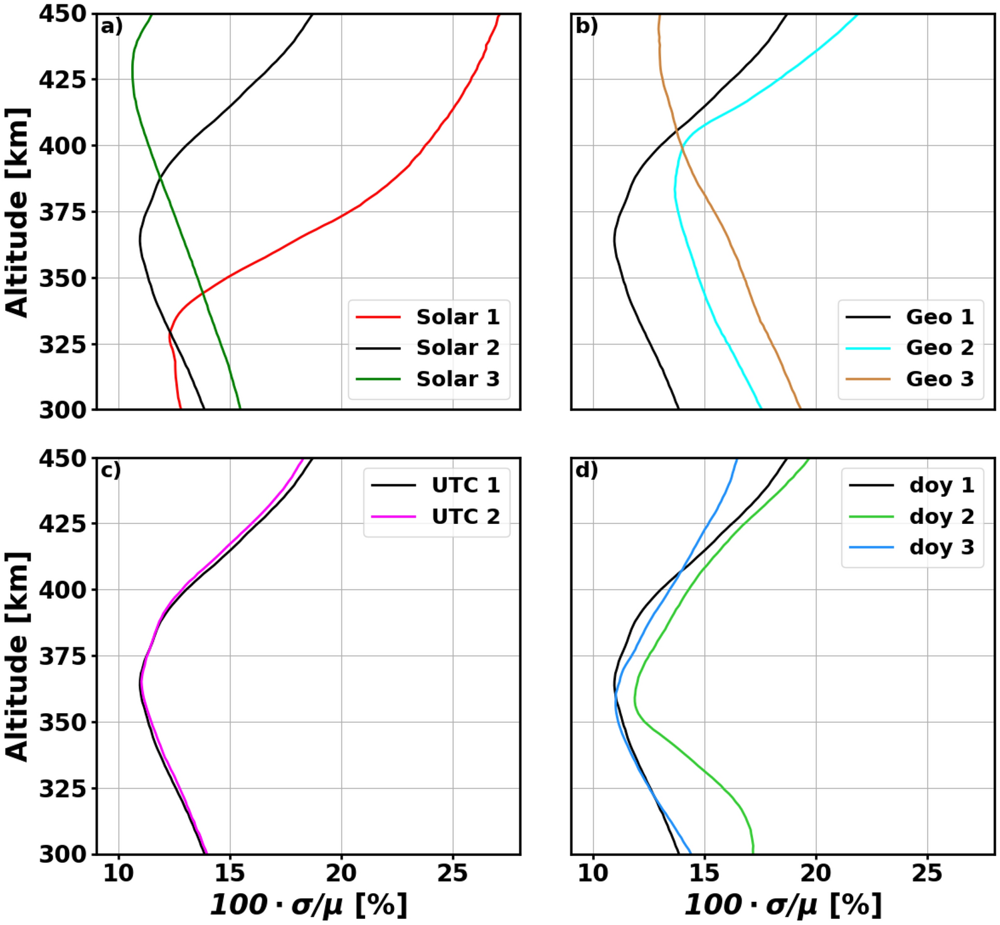 a)
450
425
400
375
350
325
300
Altitude [km]
Solar 1
Solar 2
Solar 3
b)
Geo 1
Geo 2
Geo 3
c)
450
425
400
375
350
325
300
Altitude [km]
UTC 1
UTC 2
10 15 20 25
100 · σ/μ [%]
d)
doy 1
doy 2
doy 3
10 15 20 25
100 · σ/μ [%]